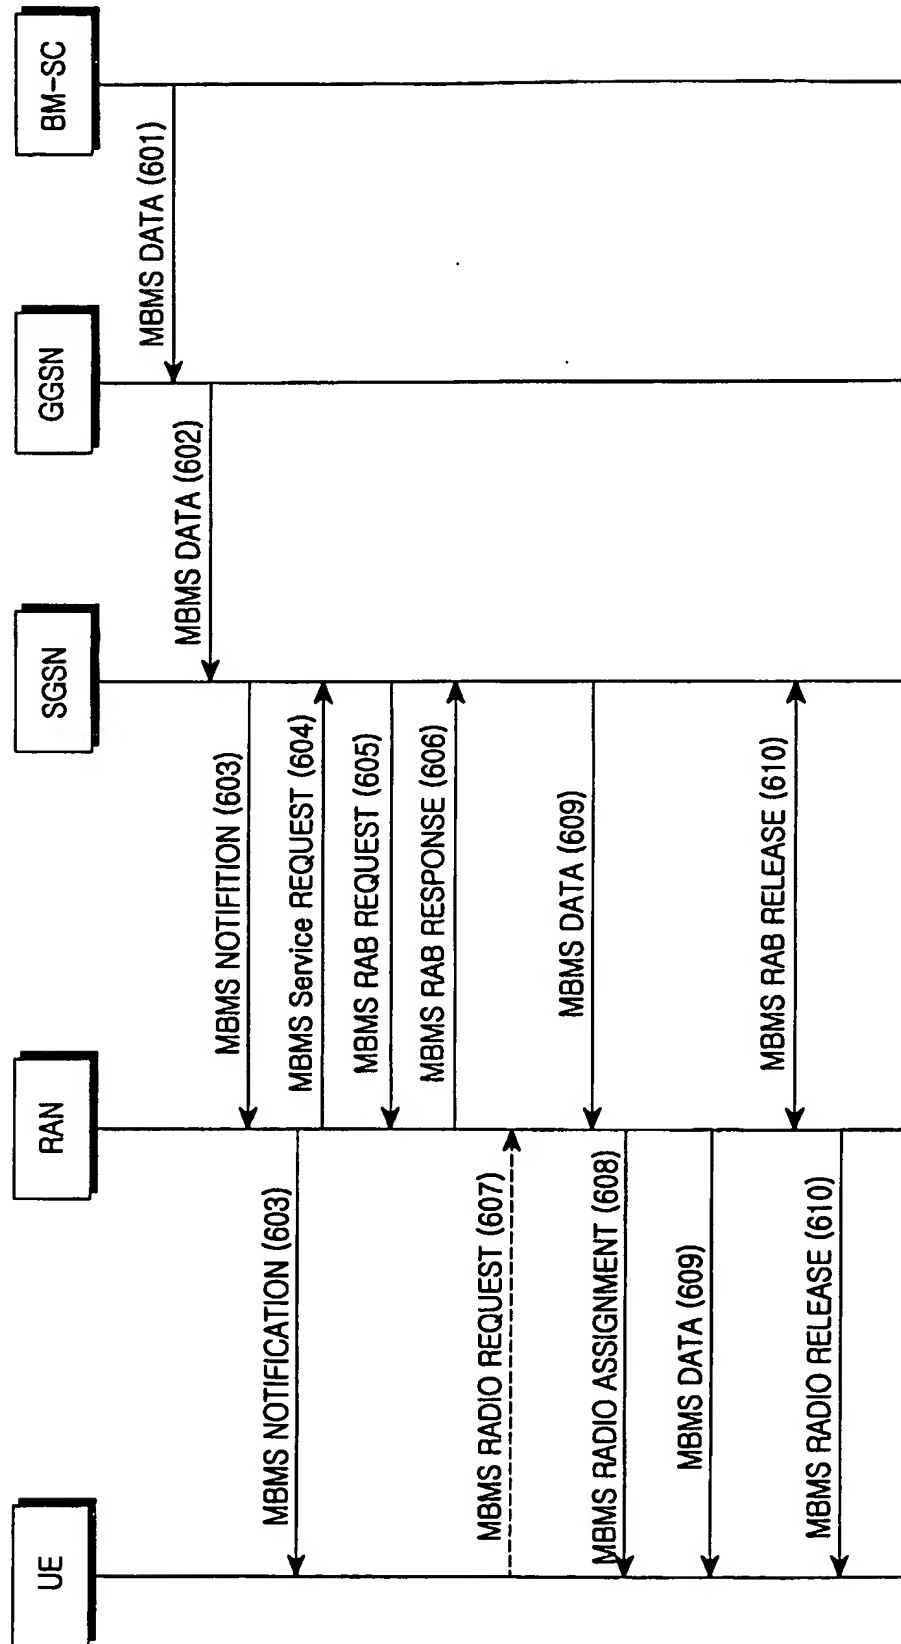 UE
RAN
SGSN
GGSN
BM-SC
MBMS DATA (601)
MBMS DATA (602)
MBMS NOTIFITION (603)
MBMS NOTIFICATION (603)
MBMS Service REQUEST (604)
MBMS RAB REQUEST (605)
MBMS RAB RESPONSE (606)
MBMS RADIO REQUEST (607)
MBMS DATA (609)
MBMS RADIO ASSIGNMENT (608)
MBMS DATA (609)
MBMS RAB RELEASE (610)
MBMS RADIO RELEASE (610)